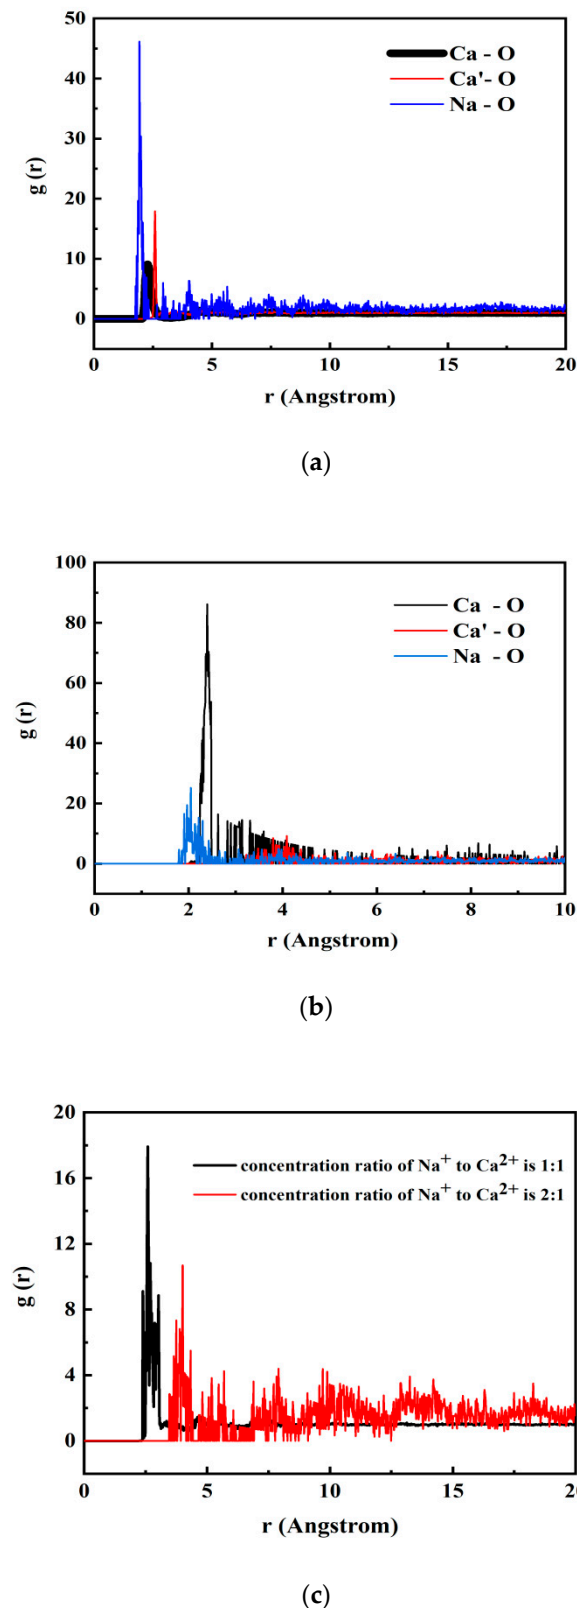 g (r)
50
40
30
20
10
0
Ca - O
Ca'- O
Na - O
0 5 10 15 20
r (Angstrom)
(a)
g (r)
100
80
60
40
20
0
Ca - O
Ca' - O
Na - O
0 2 4 6 8 10
r (Angstrom)
(b)
g (r)
20
16
12
8
4
0
concentration ratio of Na+ to Ca2+ is 1:1
concentration ratio of Na+ to Ca2+ is 2:1
0 5 10 15 20
r (Angstrom)
(c)